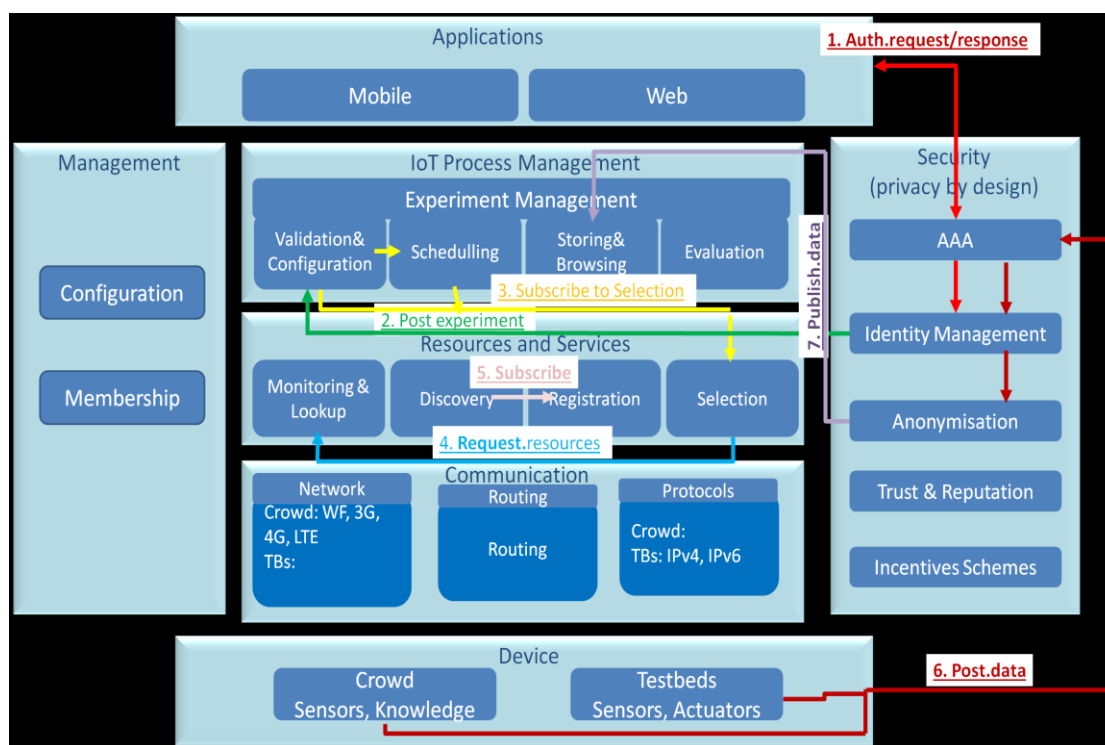 Applications
1. Auth.request/response
Mobile
Web
Management
Configuration
Membership
IoT Process Management
Experiment Management
Validation&
Configuration
Schedulling
Storing&
Browsing
Evaluation
3. Subscribe to Selection
2. Post experiment
Resources and Services
5. Subscribe
Monitoring &
Lookup
Discovery
Registration
Selection
4. Request.resources
Communication
Network
Crowd: WF, 3G,
4G, LTE
TBs:
Routing
Routing
Protocols
Crowd:
TBs: IPv4, IPv6
7. Publish.data
Security
(privacy by design)
AAA
Identity Management
Anonymisation
Trust & Reputation
Incentives Schemes
Device
Crowd
Sensors, Knowledge
Testbeds
Sensors, Actuators
6. Post.data